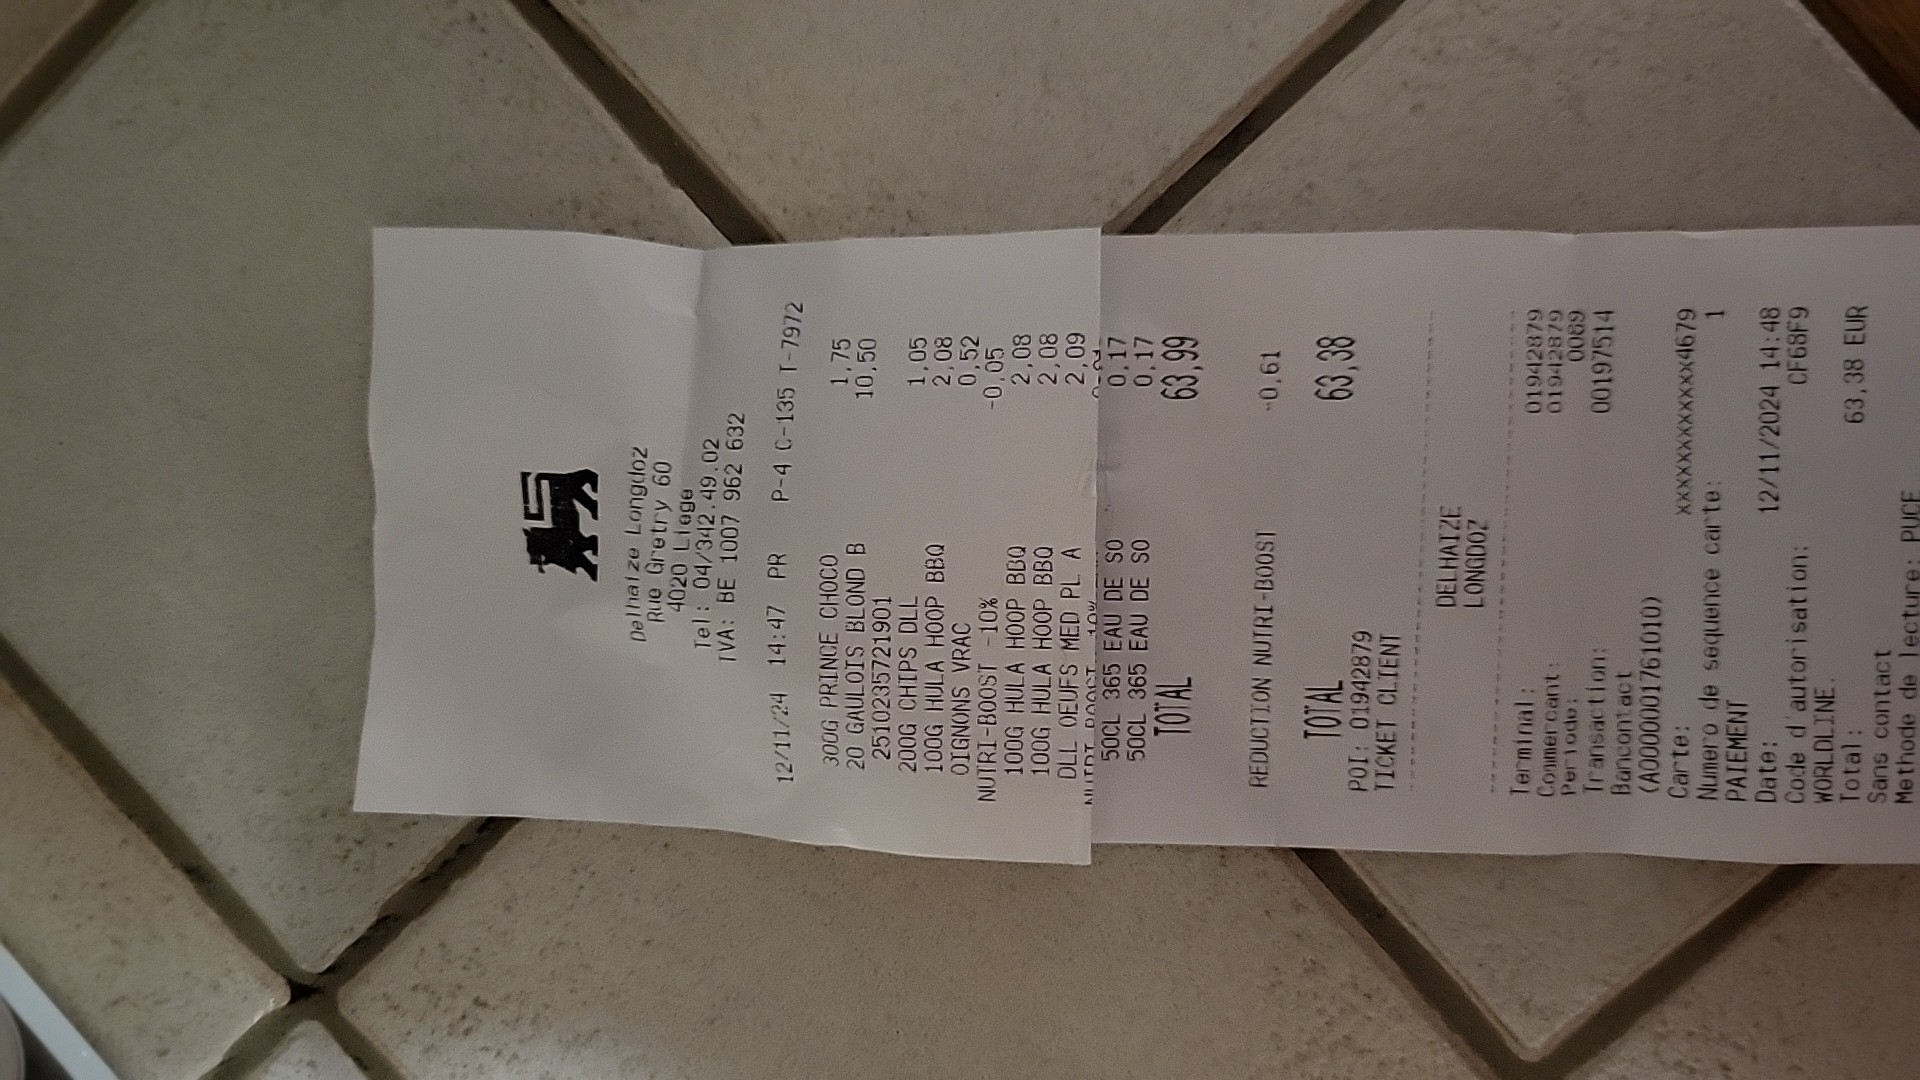 Delhaize Longdoz
Rue Gretry 60
4020 Liege
Tel: 04/342.49.02
TVA: BE 1007 962 632
12/11/24 14:47 PR P-4 C-135 T-7972
300G PRINCE CHOCO 1,75
20 GAULOIS BLOND B 10,50
2510235721901
200G CHIPS DLL 1,05
100G HULA HOOP BBQ 2,08
OIGNONS VRAC 0,52
NUTRI-BOOST -10% -0,05
100G HULA HOOP BBQ 2,08
100G HULA HOOP BBQ 2,08
DLL OEUFS MED PL A 2,09
50CL 365 EAU DE SO 0,17
50CL 365 EAU DE SO 0,17
TOTAL 63,99
REDUCTION NUTRI-BOOST -0,61
TOTAL 63,38
POI: 01942879
TICKET CLIENT
DELHAIZE
LONGDOZ
Terminal: 01942879
Commercant: 01942879
Periode: 0089
Transaction: 00197514
Bancontact
(A0000001761010)
Carte: xxxxxxxxxxxxx4679
Numero de sequence carte: 1
PAIEMENT
Date: 12/11/2024 14:48
Code d'autorisation: CF68F9
WORLDLINE.
Total: 63,38 EUR
Sans contact
Methode de lecture: PUCE